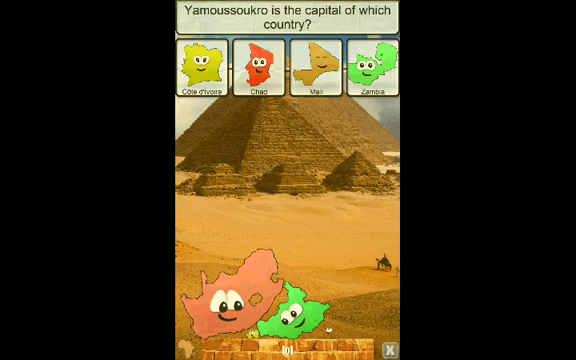 Yamoussoukro is the capital of which
country?
Côte d'Ivoire Chad Mali Zambia
X